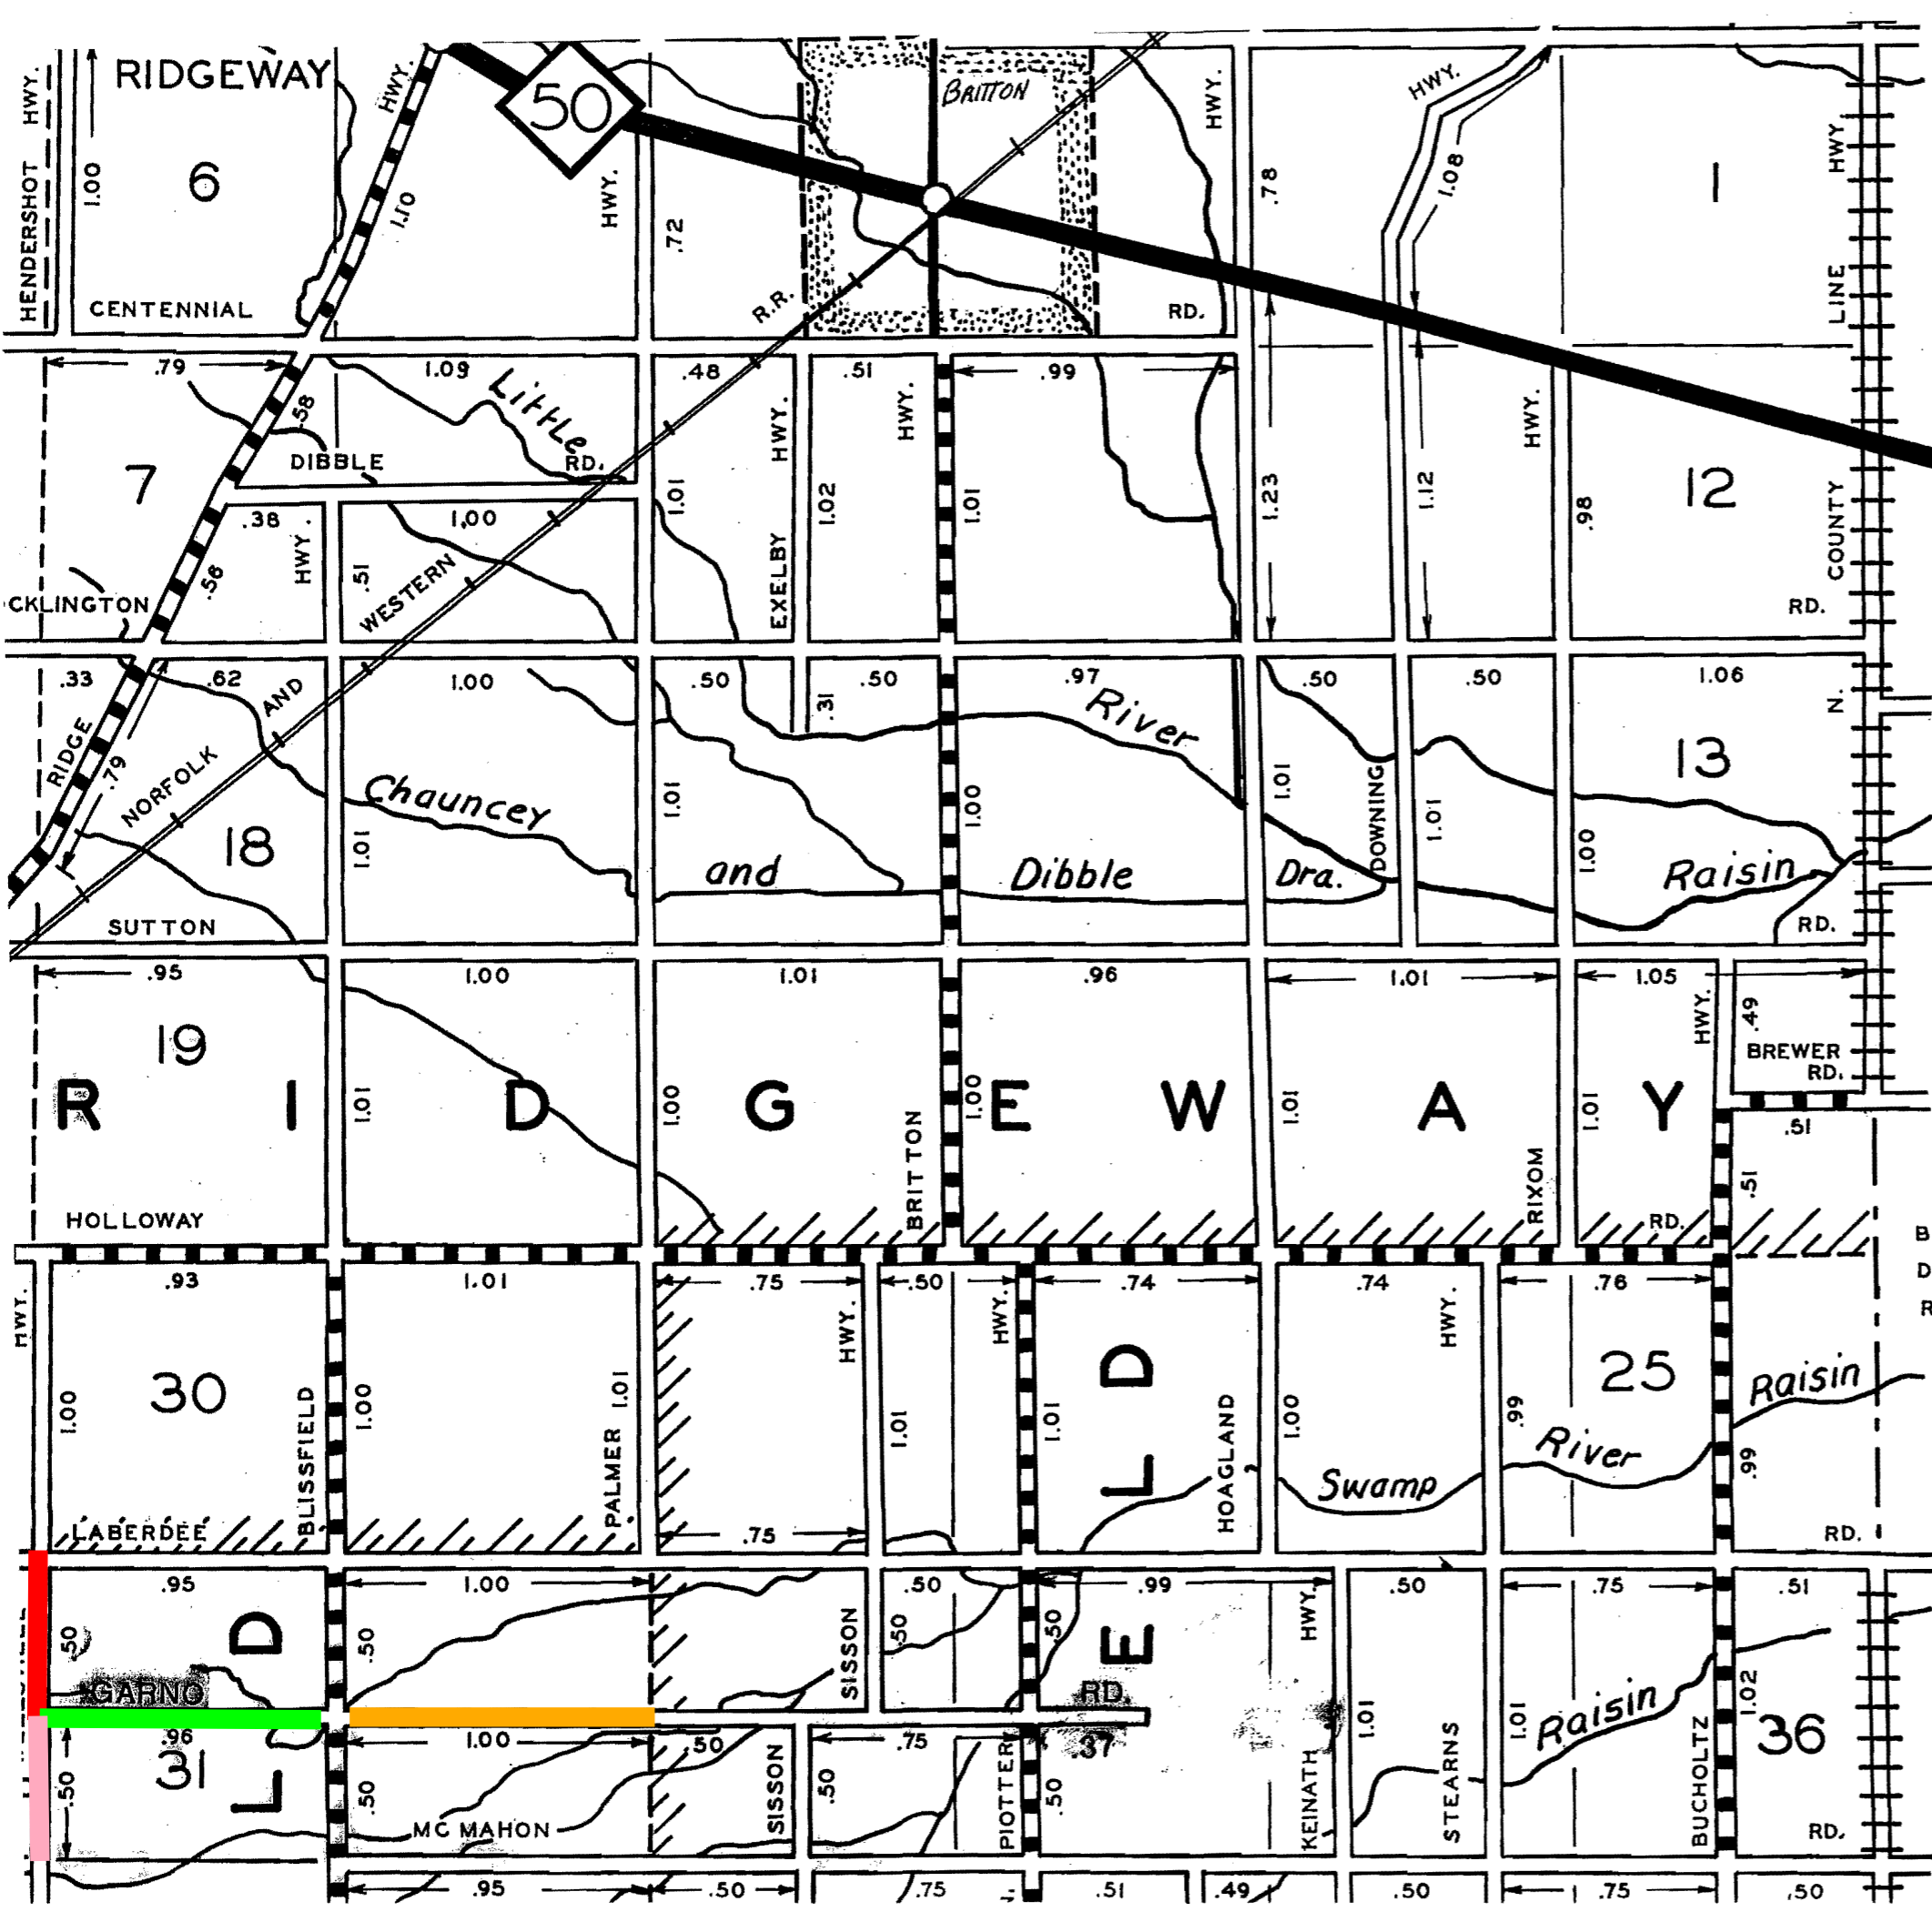 RIDGEWAY
HENDERSHOT HWY.
1.00
6
HWY.
1.10
50
HWY.
.72
BRITTON
R.R.
HWY.
.78
RD.
HWY.
1.08
1
COUNTY LINE HWY.
N.
CENTENNIAL
.79
1.09
.48
.51
.99
Little
.58
DIBBLE
RD.
7
.38
1.00
HWY.
.51
.56
WESTERN
1.01
EXELBY HWY.
1.02
HWY.
1.01
1.23
1.12
HWY.
.98
12
CKLINGTON
RD.
.33
.62
1.00
.50
.50
.97
.50
.50
1.06
.31
RIDGE
.79
NORFOLK AND
18
1.01
Chauncey
1.01
and
1.00
River
Dibble
Dra.
1.01
DOWNING
1.01
1.00
13
Raisin
SUTTON
RD.
.95
1.00
1.01
.96
1.01
1.05
19
HWY.
.49
BREWER
RD.
R I D G E W A Y
1.01
1.00
1.00
1.01
1.01
.51
BRITTON
RIXOM
.51
HOLLOWAY
RD.
.93
1.01
.75
.50
.74
.74
.76
HWY.
HWY.
HWY.
HWY.
30
1.00
BLISSFIELD
1.00
PALMER
1.01
1.01
1.01
D
L
HOAGLAND
1.00
.99
25
Raisin
River
Swamp
.99
LABERDEE
.75
RD.
.95
1.00
.50
.99
.50
.75
.51
.50
D
.50
SISSON
.50
.50
E
HWY.
GARNO
RD.
.96
1.00
.50
.75
.37
31
.50
L
.50
MC MAHON
SISSON
.50
PIOTTER
.50
KEINATH
1.01
STEARNS
1.01
Raisin
BUCHOLTZ
1.02
36
RD.
.95
.50
.75
.51
.49
.50
.75
.50